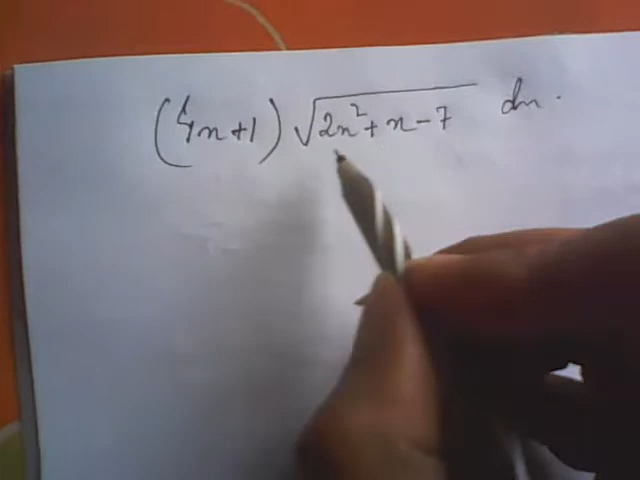 (4x+1) √(2x²+x-7) dx.